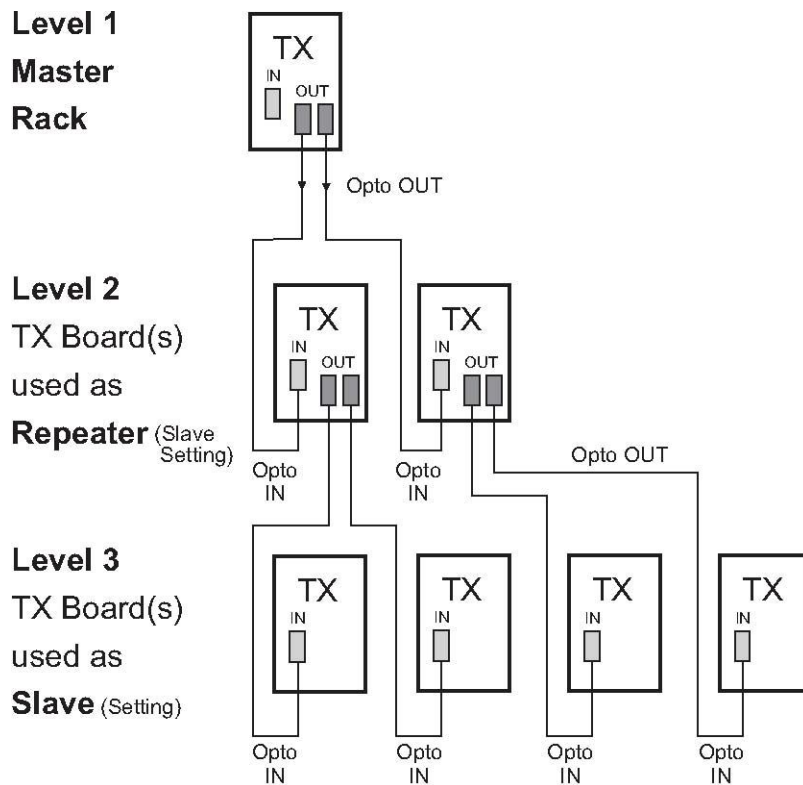 Level 1
Master
Rack
TX
IN
OUT
Opto OUT
Level 2
TX Board(s)
used as
Repeater (Slave
Setting)
TX
IN
OUT
Opto
IN
TX
IN
OUT
Opto
IN
Opto OUT
Level 3
TX Board(s)
used as
Slave (Setting)
TX
IN
Opto
IN
TX
IN
Opto
IN
TX
IN
Opto
IN
TX
IN
Opto
IN